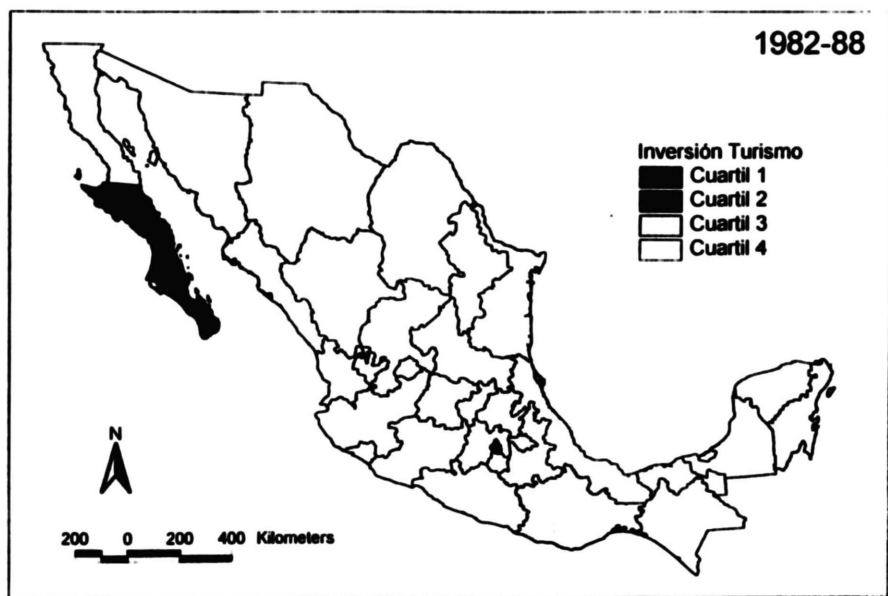 1982-88
Inversión Turismo
Cuartil 1
Cuartil 2
Cuartil 3
Cuartil 4
N
200 0 200 400 Kilometers